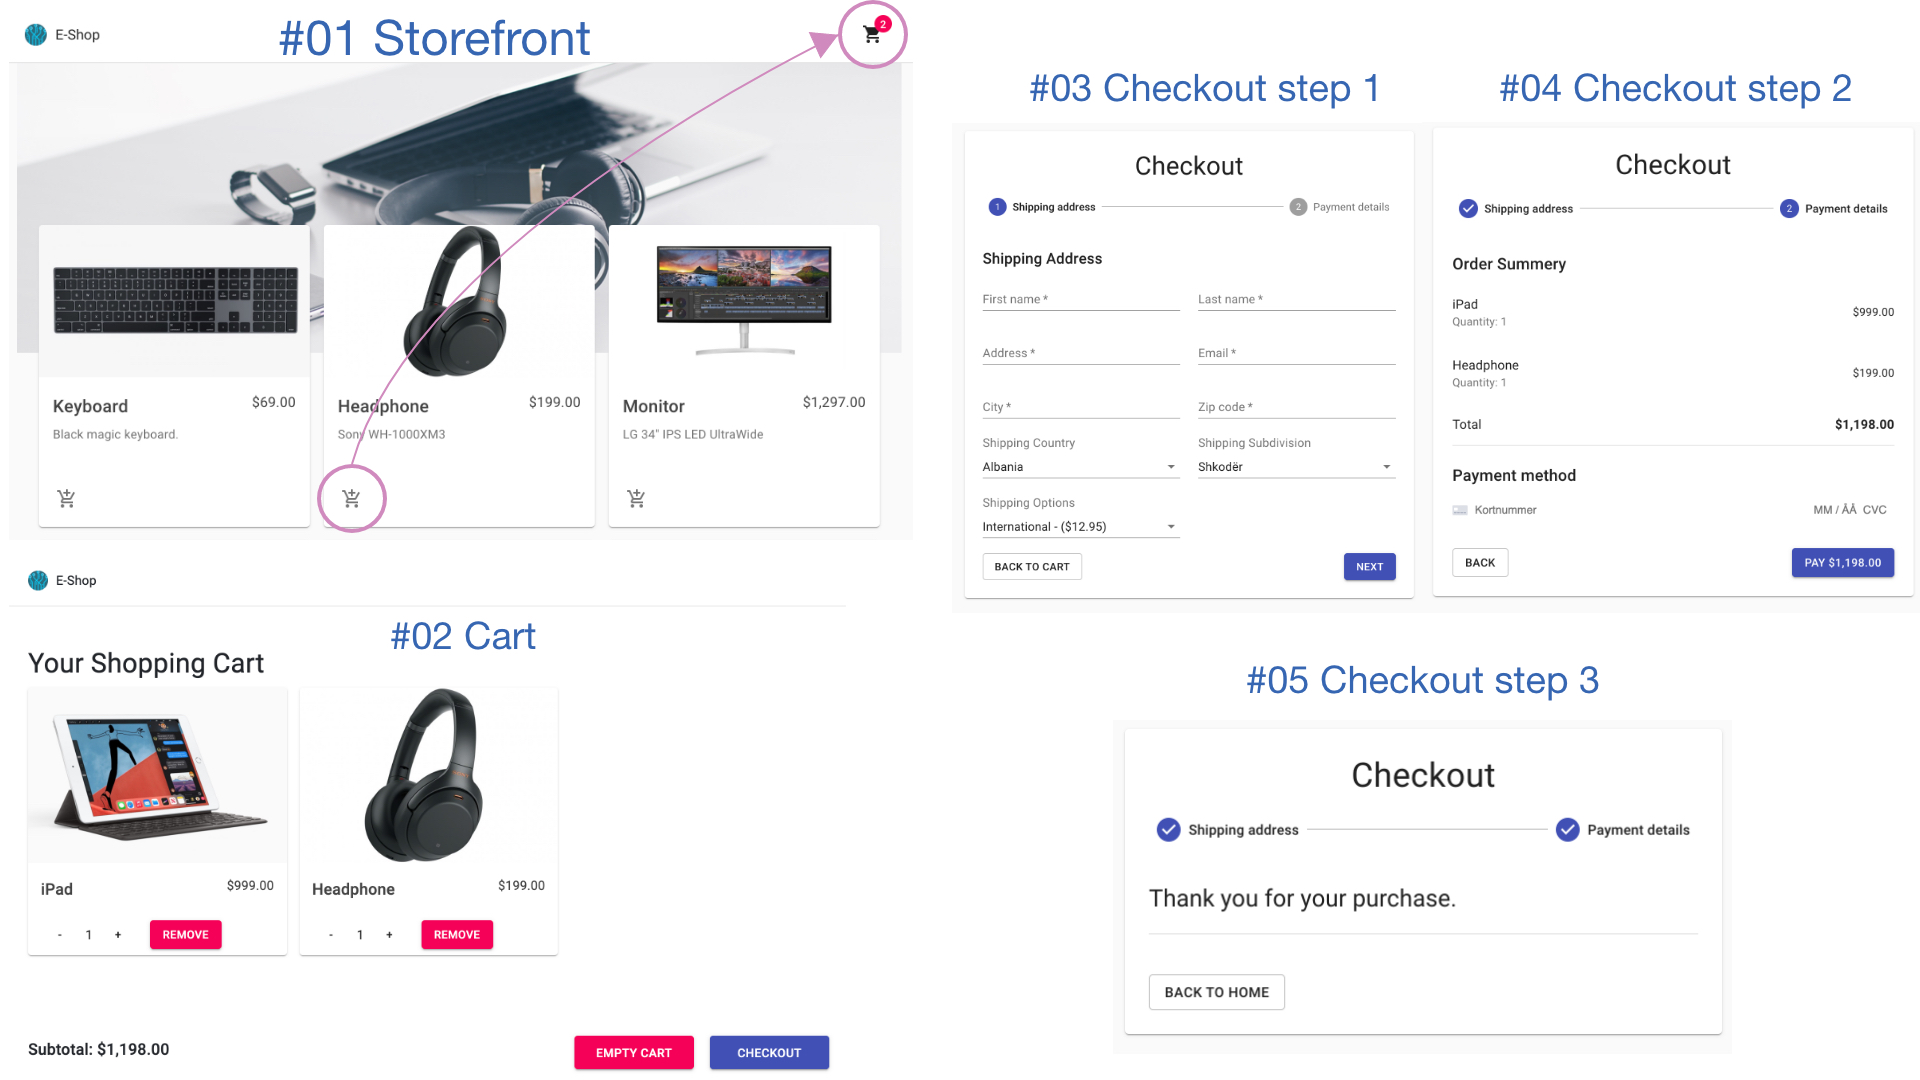 E-Shop
#01 Storefront
2
Keyboard
$69.00
Black magic keyboard.
Headphone
$199.00
Sony WH-1000XM3
Monitor
$1,297.00
LG 34" IPS LED UltraWide
E-Shop
#02 Cart
Your Shopping Cart
iPad
$999.00
- 1 +
REMOVE
Headphone
$199.00
- 1 +
REMOVE
Subtotal: $1,198.00
EMPTY CART
CHECKOUT
#03 Checkout step 1
Checkout
1 Shipping address
2 Payment details
Shipping Address
First name *
Last name *
Address *
Email *
City *
Zip code *
Shipping Country
Shipping Subdivision
Albania
Shkodër
Shipping Options
International - ($12.95)
BACK TO CART
NEXT
#04 Checkout step 2
Checkout
Shipping address
2 Payment details
Order Summery
iPad
Quantity: 1
$999.00
Headphone
Quantity: 1
$199.00
Total
$1,198.00
Payment method
Kortnummer
MM / ÅÅ CVC
BACK
PAY $1,198.00
#05 Checkout step 3
Checkout
Shipping address
Payment details
Thank you for your purchase.
BACK TO HOME